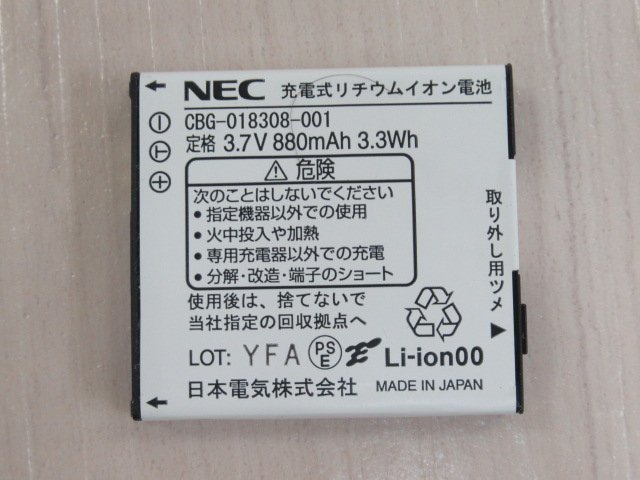 NEC 充電式リチウムイオン電池
CBG-018308-001
定格 3.7V 880mAh 3.3Wh
危険
次のことはしないでください
・指定機器以外での使用
・火中投入や加熱
・専用充電器以外での充電
・分解・改造・端子のショート
使用後は、捨てないで
当社指定の回収拠点へ
LOT: YFA PSE Li-ion00
日本電気株式会社 MADE IN JAPAN
取り外し用ツメ